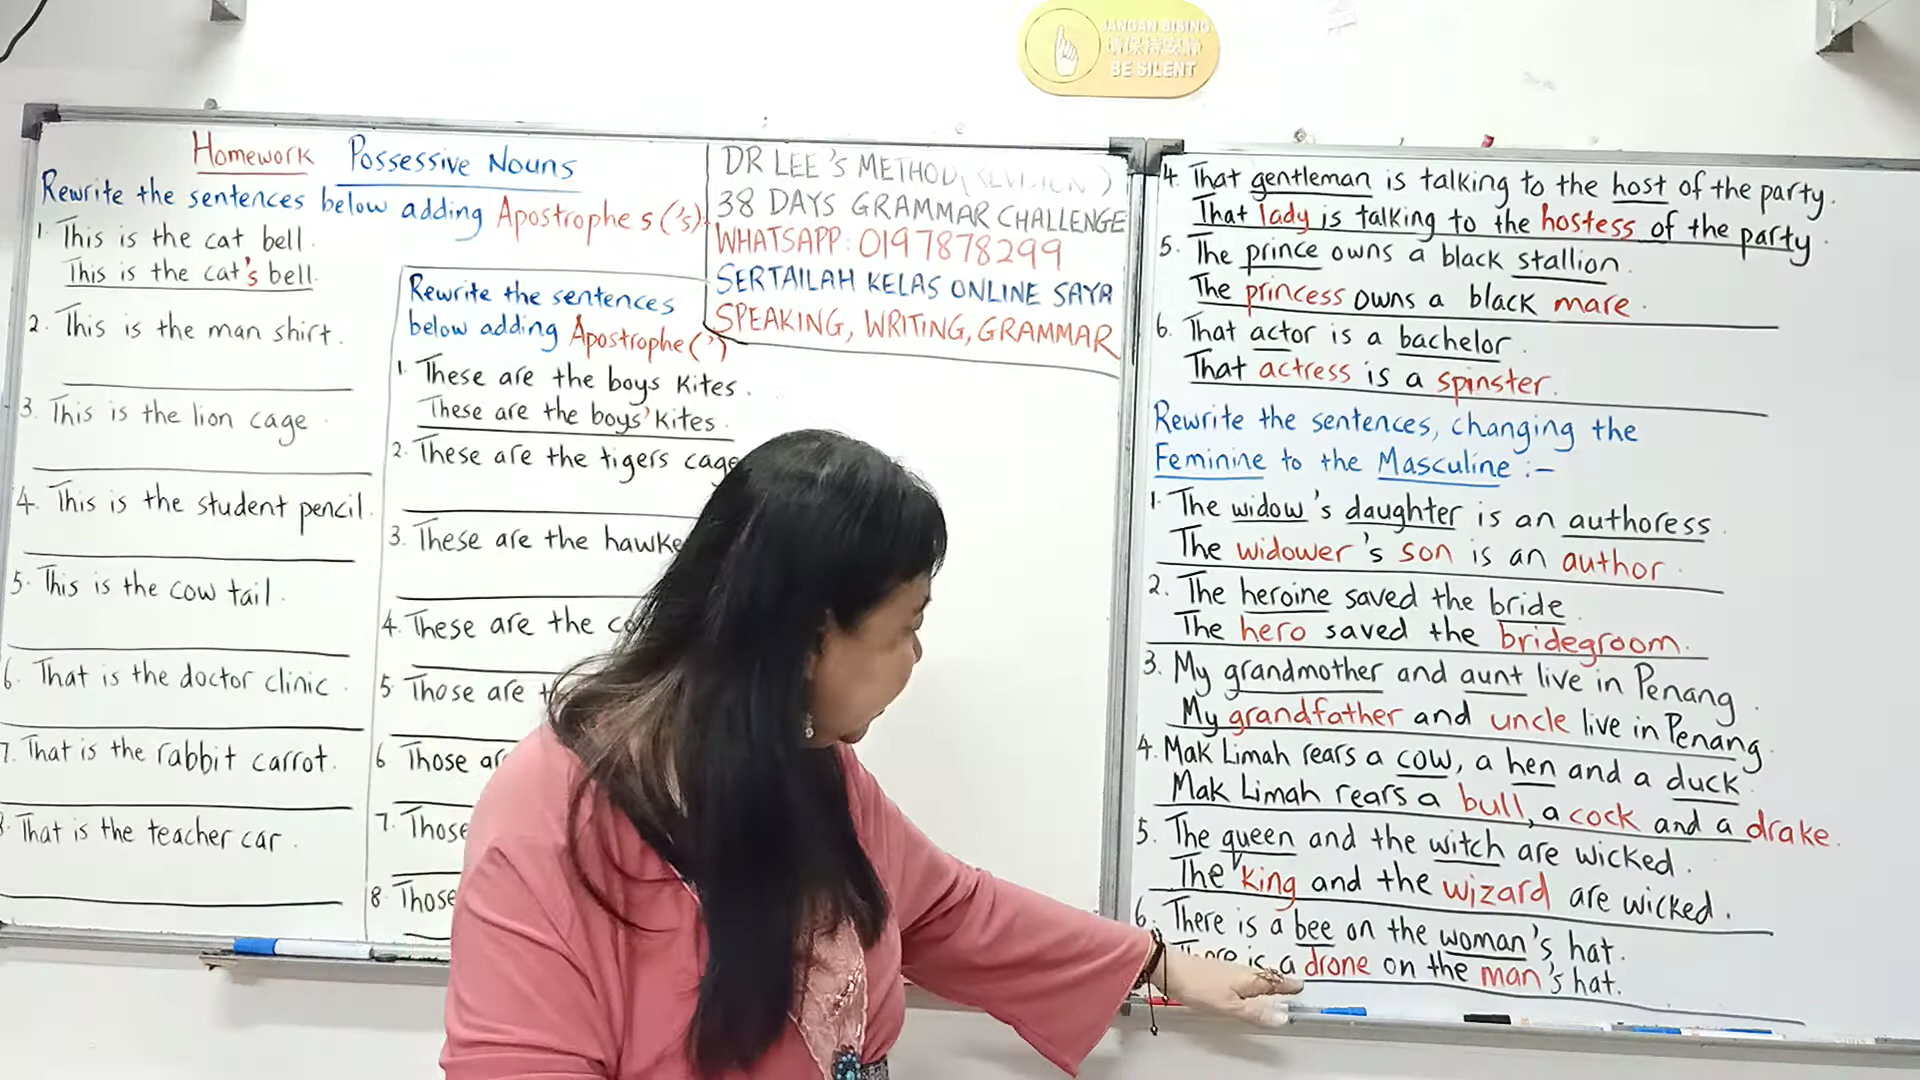 JANGAN BISING
请保持安静
BE SILENT
Homework Possessive Nouns
Rewrite the sentences below adding Apostrophe s ('s)
1. This is the cat bell.
This is the cat's bell.
2. This is the man shirt.
3. This is the lion cage.
4. This is the student pencil.
5. This is the cow tail.
6. That is the doctor clinic.
7. That is the rabbit carrot.
8. That is the teacher car.
Rewrite the sentences
below adding Apostrophe (')
1. These are the boys kites.
These are the boys' kites.
2. These are the tigers cage
3. These are the hawke
4. These are the
5. Those are
6. Those ar
7. Those
8. Those
DR LEE'S METHOD (REVISION)
38 DAYS GRAMMAR CHALLENGE
WHATSAPP: 0197878299
SERTAILAH KELAS ONLINE SAYA
SPEAKING, WRITING, GRAMMAR
4. That gentleman is talking to the host of the party.
That lady is talking to the hostess of the party.
5. The prince owns a black stallion.
The princess owns a black mare.
6. That actor is a bachelor.
That actress is a spinster.
Rewrite the sentences, changing the
Feminine to the Masculine :-
1. The widow's daughter is an authoress.
The widower's son is an author.
2. The heroine saved the bride.
The hero saved the bridegroom.
3. My grandmother and aunt live in Penang.
My grandfather and uncle live in Penang.
4. Mak Limah rears a cow, a hen and a duck.
Mak Limah rears a bull, a cock and a drake.
5. The queen and the witch are wicked.
The king and the wizard are wicked.
6. There is a bee on the woman's hat.
is a drone on the man's hat.